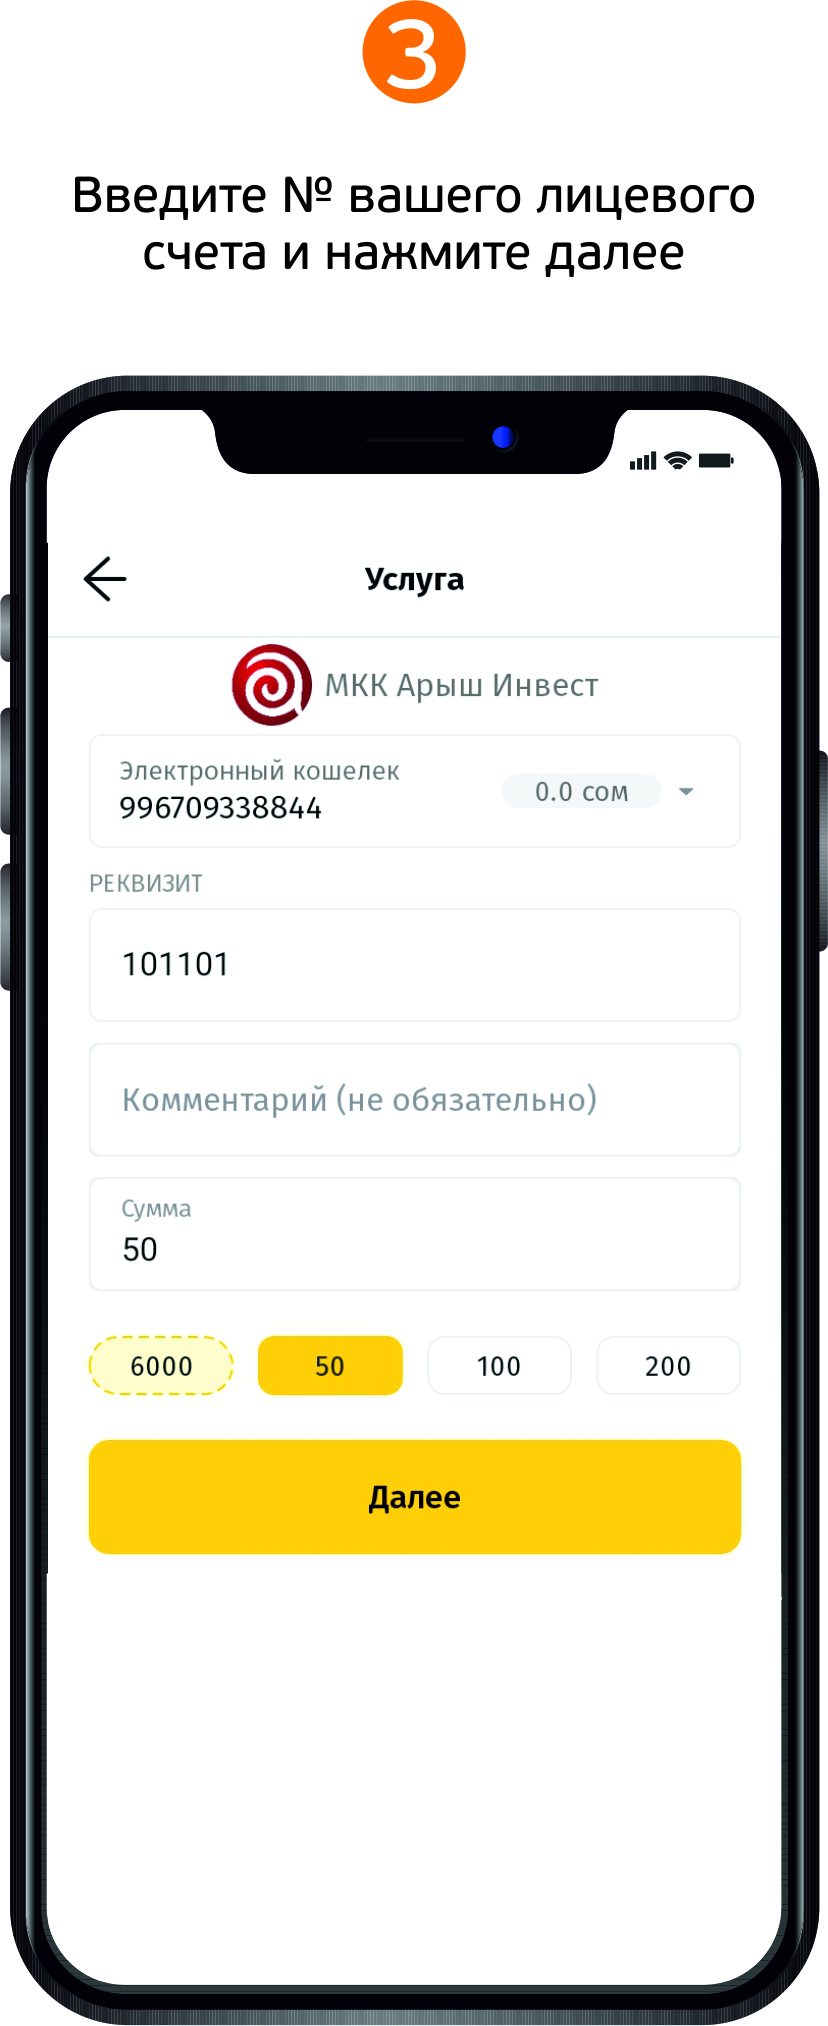 3
Введите № вашего лицевого
счета и нажмите далее
Услуга
МКК Арыш Инвест
Электронный кошелек
996709338844
0.0 сом
РЕКВИЗИТ
101101
Комментарий (не обязательно)
Сумма
50
6000 50 100 200
Далее